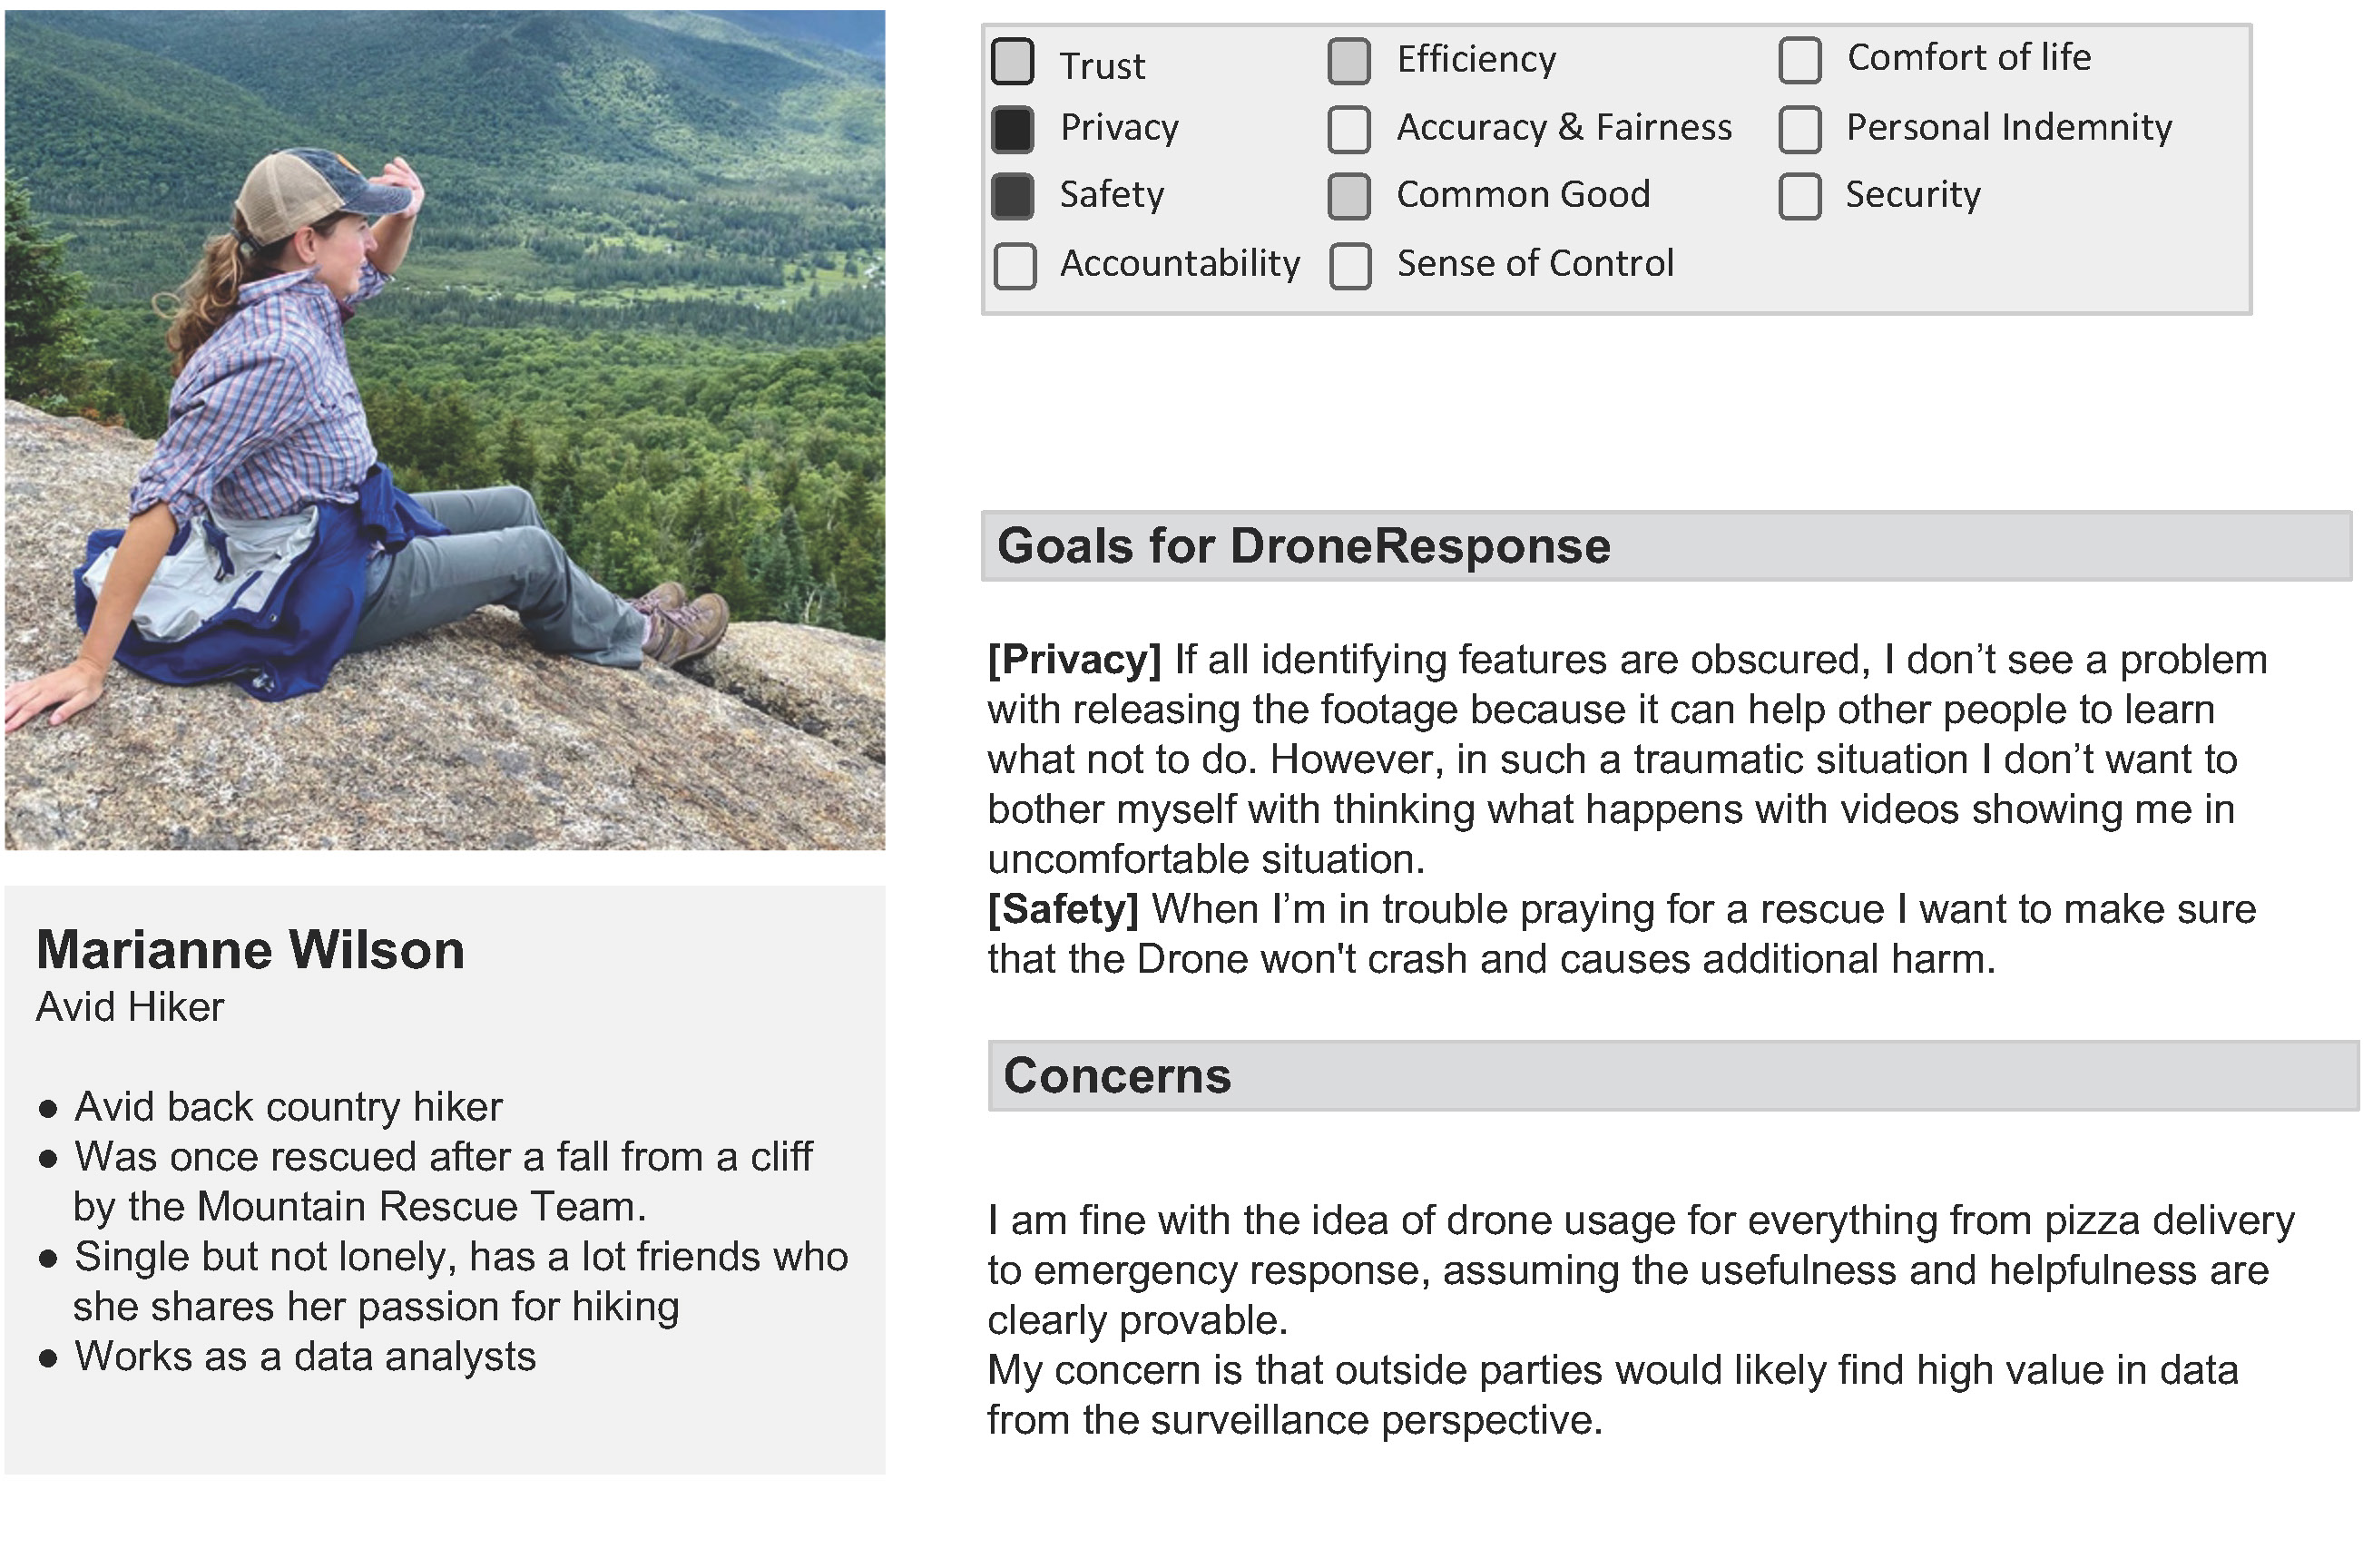 Trust
Efficiency
Comfort of life
Privacy
Accuracy & Fairness
Personal Indemnity
Safety
Common Good
Security
Accountability
Sense of Control
Goals for DroneResponse
[Privacy] If all identifying features are obscured, I don’t see a problem
with releasing the footage because it can help other people to learn
what not to do. However, in such a traumatic situation I don’t want to
bother myself with thinking what happens with videos showing me in
uncomfortable situation.
[Safety] When I’m in trouble praying for a rescue I want to make sure
that the Drone won't crash and causes additional harm.
Concerns
I am fine with the idea of drone usage for everything from pizza delivery
to emergency response, assuming the usefulness and helpfulness are
clearly provable.
My concern is that outside parties would likely find high value in data
from the surveillance perspective.
Marianne Wilson
Avid Hiker
● Avid back country hiker
● Was once rescued after a fall from a cliff
by the Mountain Rescue Team.
● Single but not lonely, has a lot friends who
she shares her passion for hiking
● Works as a data analysts